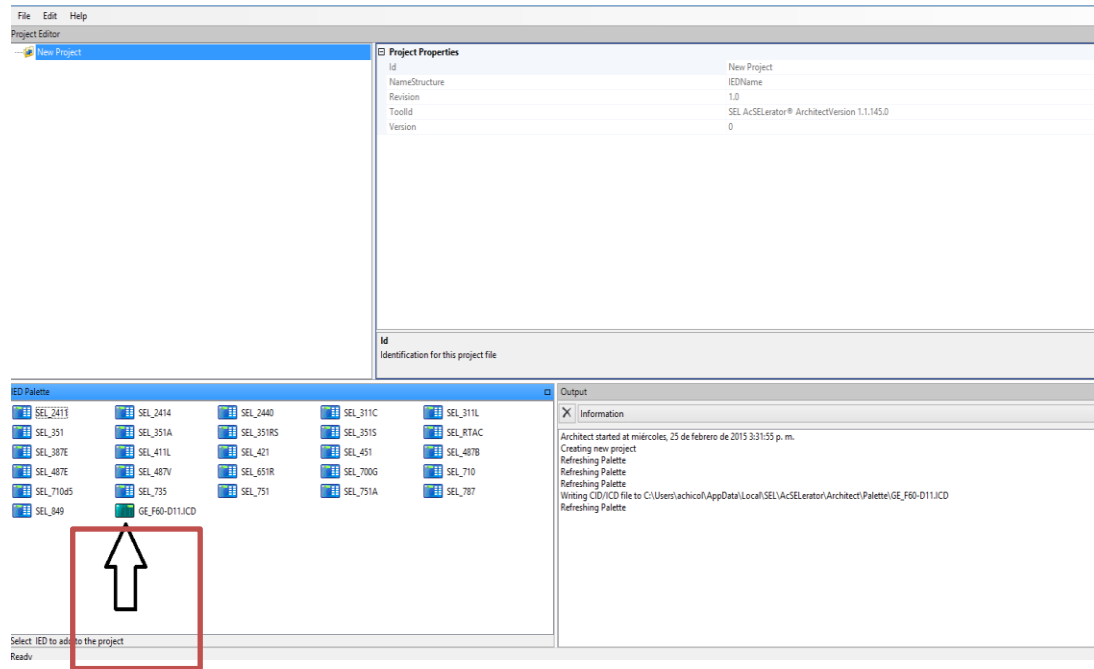 File Edit Help
Project Editor
New Project
Project Properties
Id New Project
NameStructure IEDName
Revision 1.0
ToolId SEL AcSELerator® ArchitectVersion 1.1.145.0
Version 0
Id
Identification for this project file
IED Palette
SEL_2411 SEL_2414 SEL_2440 SEL_311C SEL_311L
SEL_351 SEL_351A SEL_351RS SEL_351S SEL_RTAC
SEL_387E SEL_411L SEL_421 SEL_451 SEL_487B
SEL_487E SEL_487V SEL_651R SEL_700G SEL_710
SEL_710d5 SEL_735 SEL_751 SEL_751A SEL_787
SEL_849 GE_F60-D11.ICD
Select IED to add to the project
Output
Information
Architect started at miércoles, 25 de febrero de 2015 3:31:55 p. m.
Creating new project
Refreshing Palette
Refreshing Palette
Refreshing Palette
Writing CID/ICD file to C:\Users\achicol\AppData\Local\SEL\AcSELerator\Architect\Palette\GE_F60-D11.ICD
Refreshing Palette
Ready